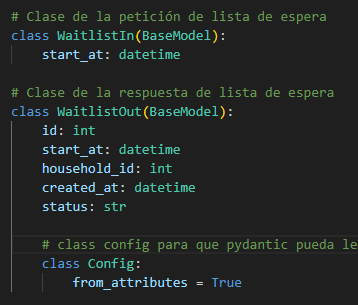 # Clase de la petición de lista de espera
class WaitlistIn(BaseModel):
    start_at: datetime

# Clase de la respuesta de lista de espera
class WaitlistOut(BaseModel):
    id: int
    start_at: datetime
    household_id: int
    created_at: datetime
    status: str

    # class config para que pydantic pueda le
    class Config:
        from_attributes = True